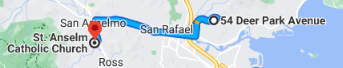 San Anselmo
St. Anselm
Catholic Church
San Rafael
54 Deer Park Avenue
Ross